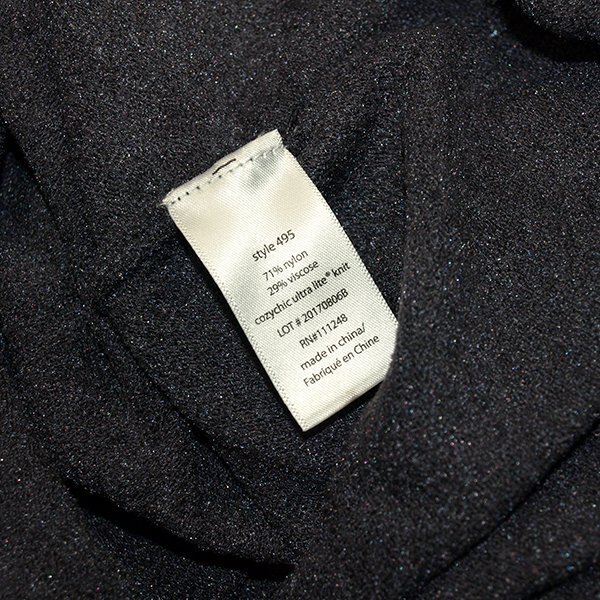 style 495
71% nylon
29% viscose
cozychic ultra lite® knit
LOT # 20170806B
RN#111248
made in china/
Fabriqué en Chine